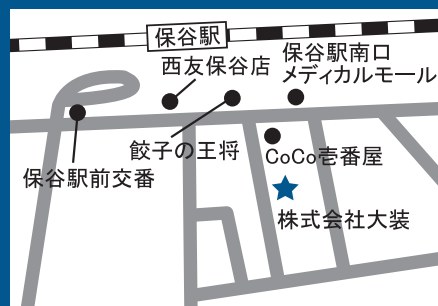 保谷駅
西友保谷店
保谷駅南口
メディカルモール
餃子の王将
CoCo壱番屋
保谷駅前交番
株式会社大装